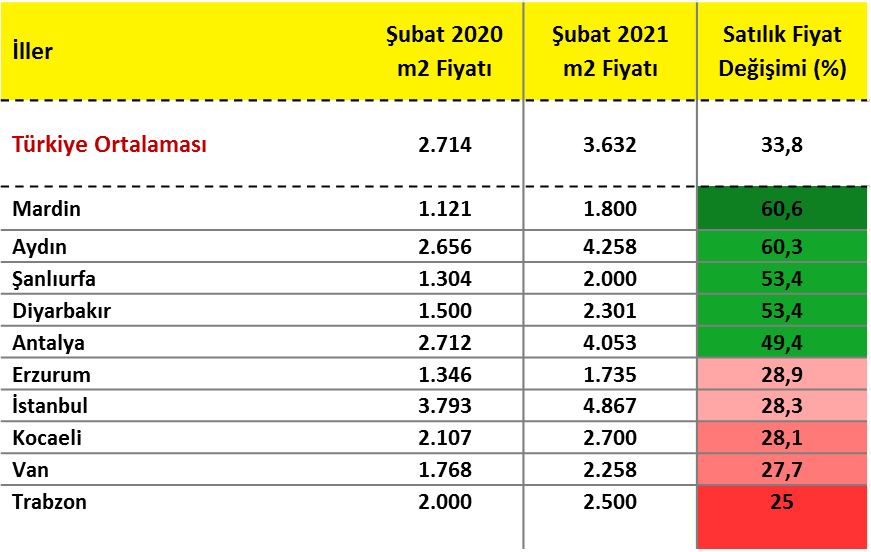 İller Şubat 2020 m2 Fiyatı Şubat 2021 m2 Fiyatı Satılık Fiyat Değişimi (%)
Türkiye Ortalaması 2.714 3.632 33,8
Mardin 1.121 1.800 60,6
Aydın 2.656 4.258 60,3
Şanlıurfa 1.304 2.000 53,4
Diyarbakır 1.500 2.301 53,4
Antalya 2.712 4.053 49,4
Erzurum 1.346 1.735 28,9
İstanbul 3.793 4.867 28,3
Kocaeli 2.107 2.700 28,1
Van 1.768 2.258 27,7
Trabzon 2.000 2.500 25